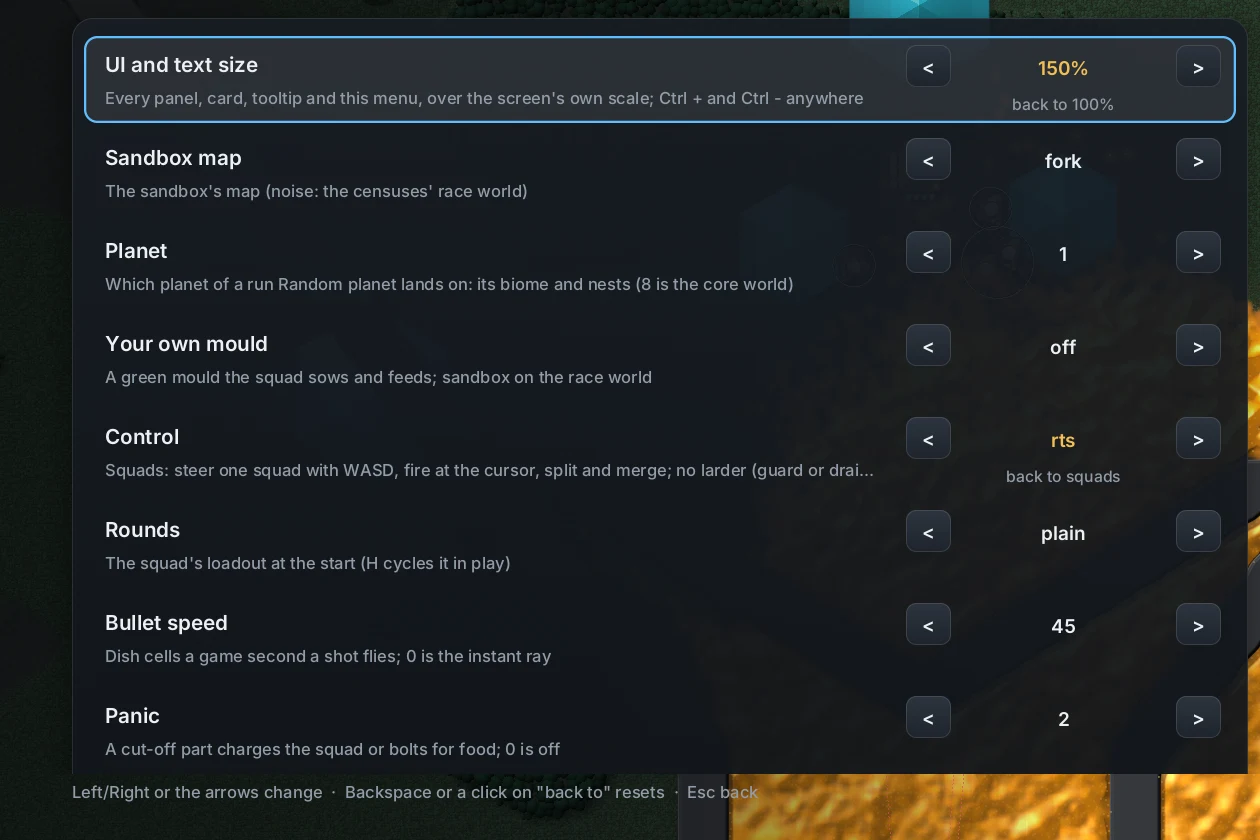 UI and text size
< 150% >
Every panel, card, tooltip and this menu, over the screen's own scale; Ctrl + and Ctrl - anywhere
back to 100%
Sandbox map
< fork >
The sandbox's map (noise: the censuses' race world)
Planet
< 1 >
Which planet of a run Random planet lands on: its biome and nests (8 is the core world)
Your own mould
< off >
A green mould the squad sows and feeds; sandbox on the race world
Control
< rts >
Squads: steer one squad with WASD, fire at the cursor, split and merge; no larder (guard or drai...
back to squads
Rounds
< plain >
The squad's loadout at the start (H cycles it in play)
Bullet speed
< 45 >
Dish cells a game second a shot flies; 0 is the instant ray
Panic
< 2 >
A cut-off part charges the squad or bolts for food; 0 is off
Left/Right or the arrows change · Backspace or a click on "back to" resets · Esc back